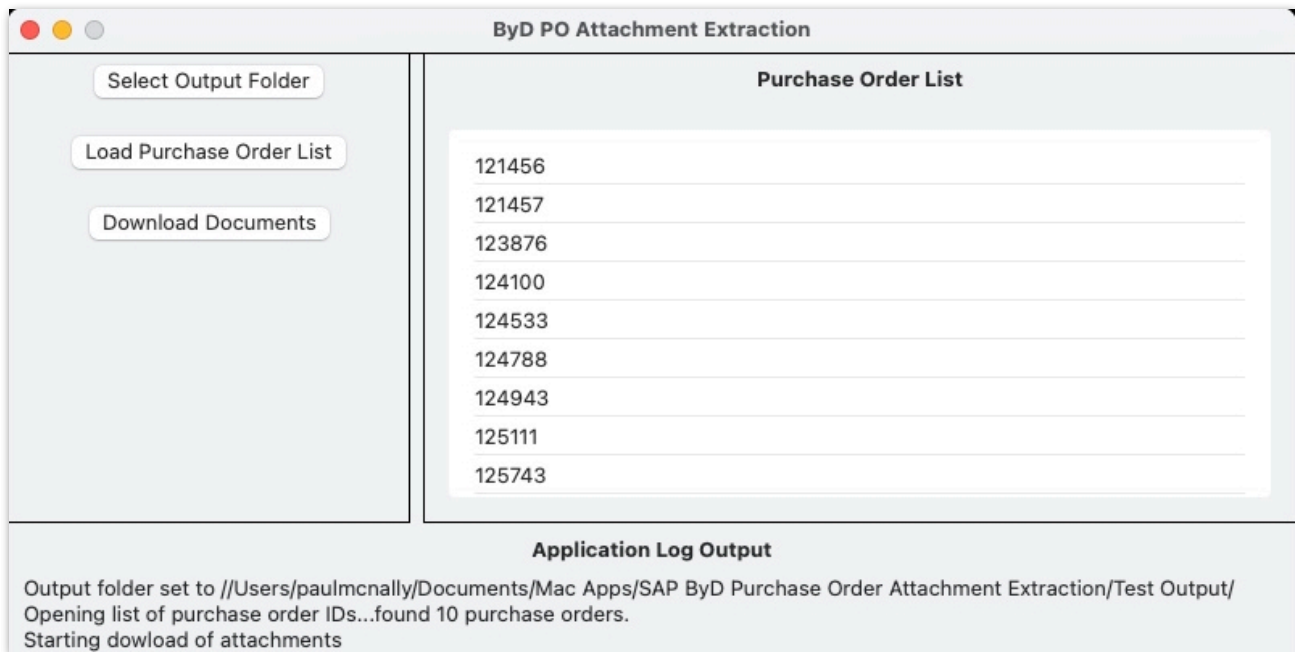 ByD PO Attachment Extraction
Select Output Folder
Load Purchase Order List
Download Documents
Purchase Order List
121456
121457
123876
124100
124533
124788
124943
125111
125743
Application Log Output
Output folder set to //Users/paulmcnally/Documents/Mac Apps/SAP ByD Purchase Order Attachment Extraction/Test Output/
Opening list of purchase order IDs...found 10 purchase orders.
Starting dowload of attachments